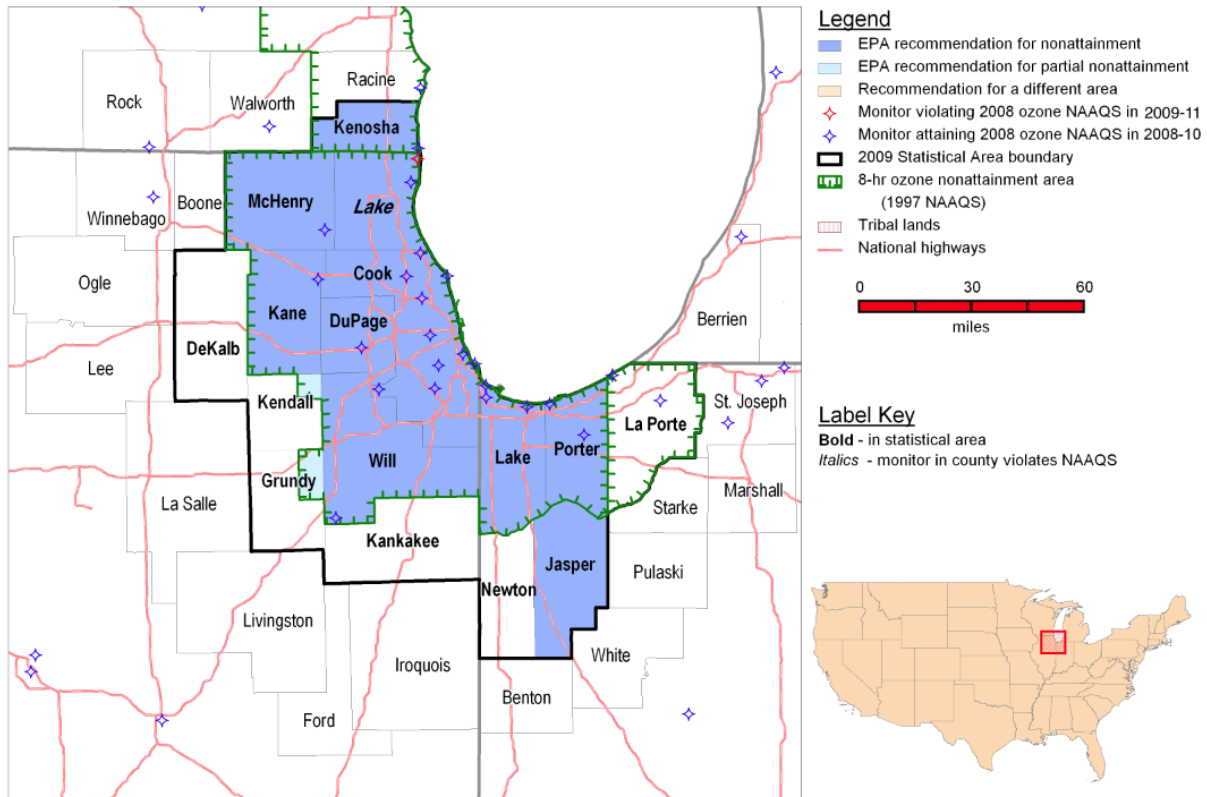 Racine
Rock
Walworth
Kenosha
McHenry
Lake
Boone
Winnebago
Ogle
Cook
Kane
DuPage
Berrien
DeKalb
Lee
Kendall
La Porte
St. Joseph
Will
Lake
Porter
Grundy
La Salle
Marshall
Starke
Kankakee
Jasper
Pulaski
Newton
Livingston
Iroquois
White
Benton
Ford
Legend
EPA recommendation for nonattainment
EPA recommendation for partial nonattainment
Recommendation for a different area
Monitor violating 2008 ozone NAAQS in 2009-11
Monitor attaining 2008 ozone NAAQS in 2008-10
2009 Statistical Area boundary
8-hr ozone nonattainment area
(1997 NAAQS)
Tribal lands
National highways
0 30 60
miles
Label Key
Bold - in statistical area
Italics - monitor in county violates NAAQS